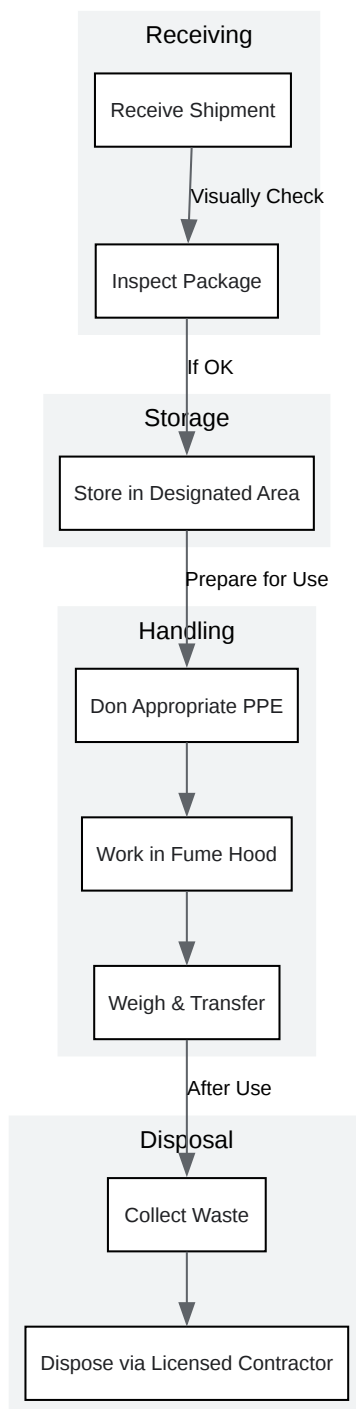 Receiving
Receive Shipment
Visually Check
Inspect Package
If OK
Storage
Store in Designated Area
Prepare for Use
Handling
Don Appropriate PPE
Work in Fume Hood
Weigh & Transfer
After Use
Disposal
Collect Waste
Dispose via Licensed Contractor